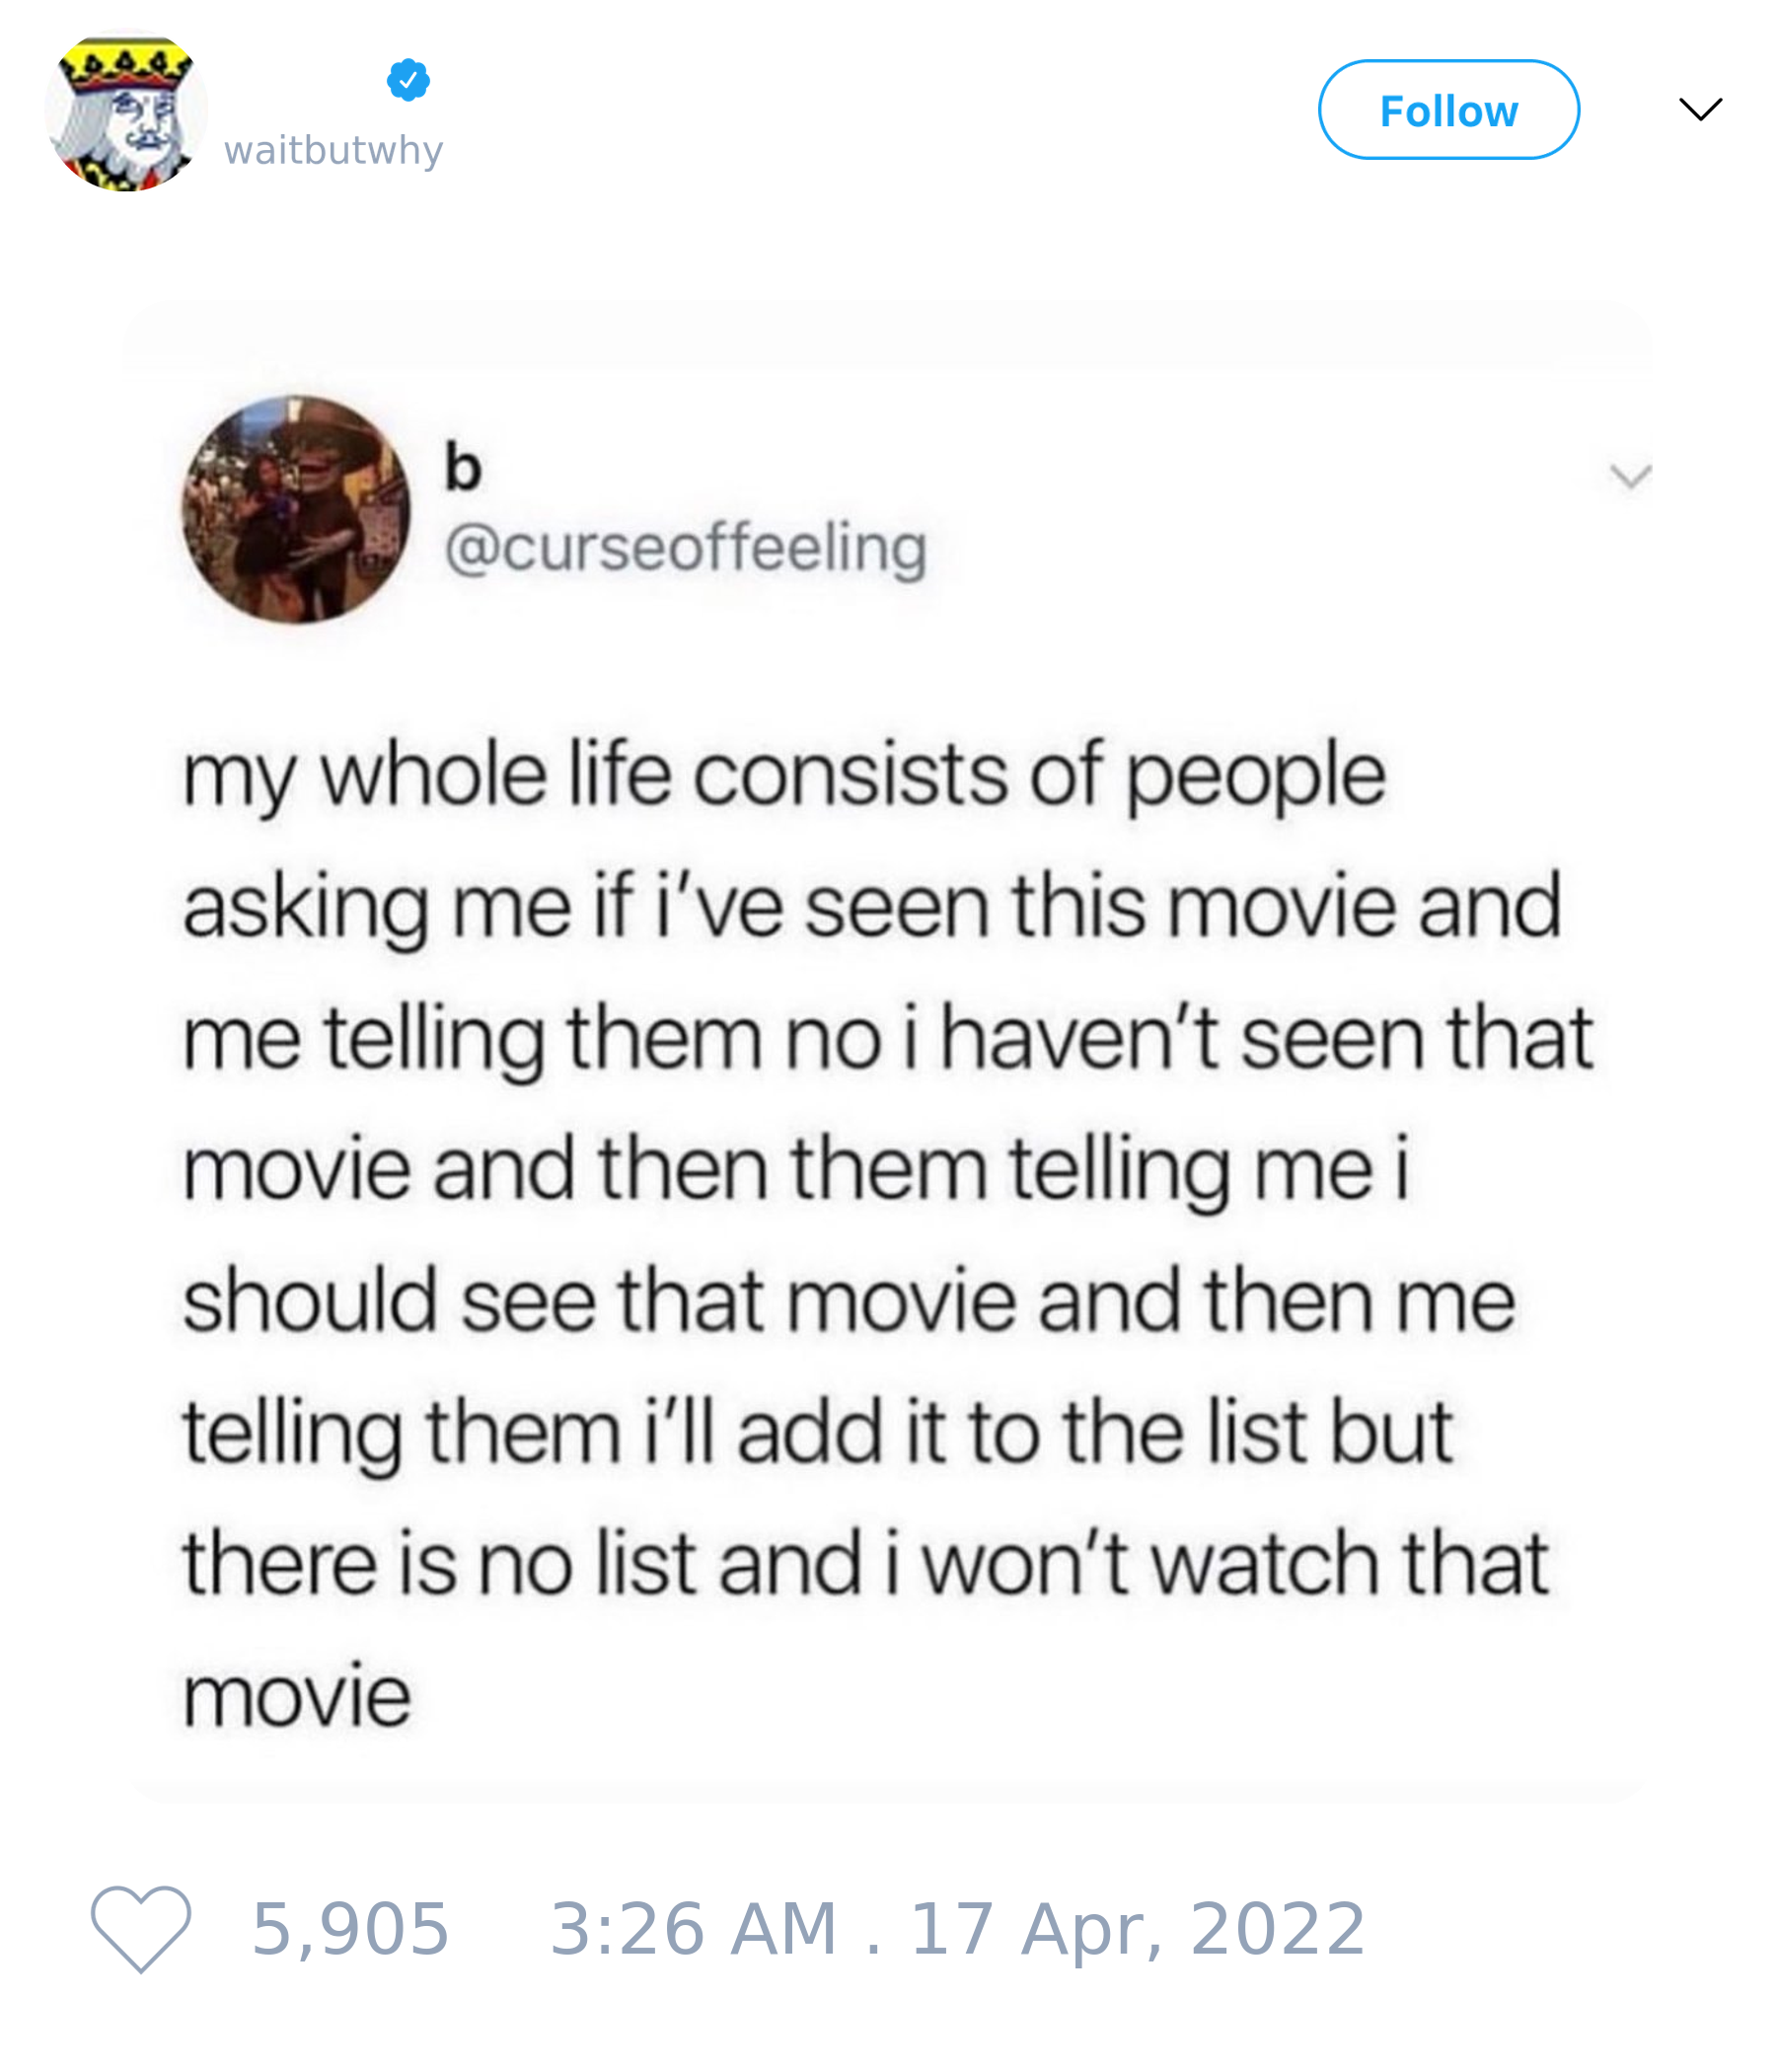 waitbutwhy
Follow
b
@curseoffeeling
my whole life consists of people
asking me if i've seen this movie and
me telling them no i haven't seen that
movie and then them telling me i
should see that movie and then me
telling them i'll add it to the list but
there is no list and i won't watch that
movie
5,905 3:26 AM . 17 Apr, 2022